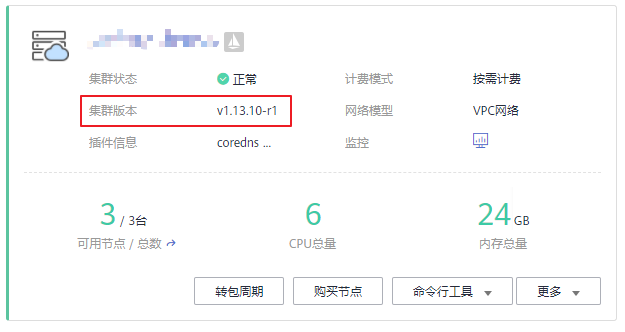 集群状态 正常 计费模式 按需计费
集群版本 v1.13.10-r1 网络模型 VPC网络
插件信息 coredns ... 监控
3 / 3台 6 24 GB
可用节点 / 总数 CPU总量 内存总量
转包周期 购买节点 命令行工具 更多